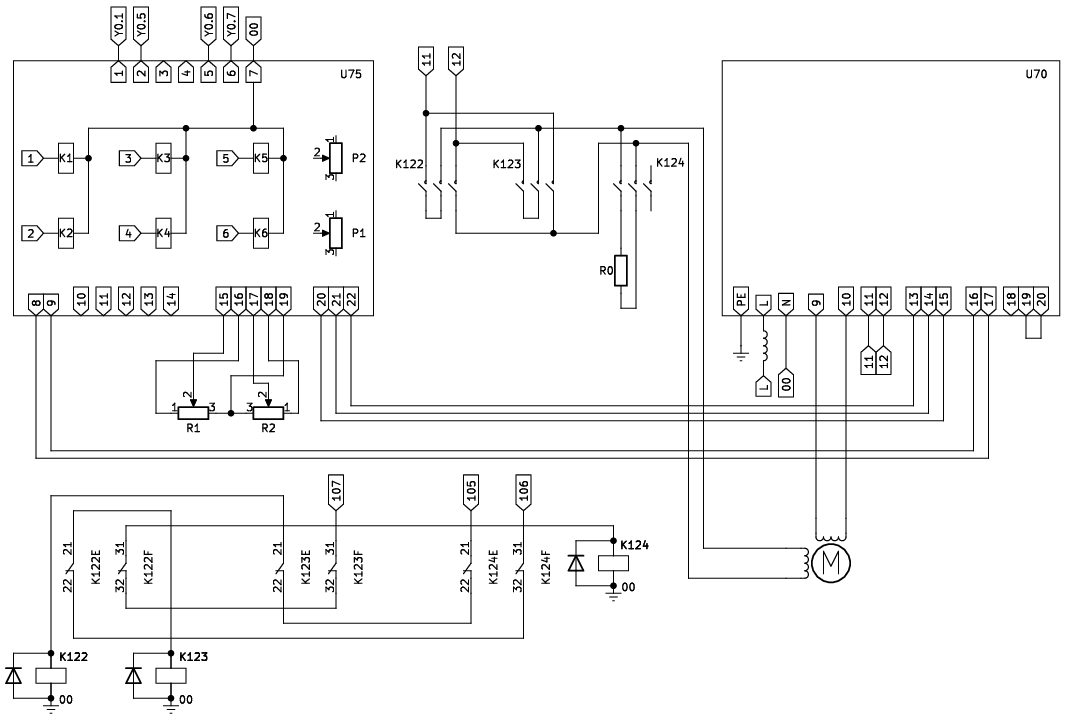 Y0.1 Y0.5 Y0.6 Y0.7 00
1 2 3 4 5 6 7
U75
11 12
U70
1 K1 3 K3 5 K5
1 2 3 P2
2 K2 4 K4 6 K6
1 2 3 P1
K122 K123 K124
R0
8 9 10 11 12 13 14 15 16 17 18 19 20 21 22
PE L N 9 10 11 12 13 14 15 16 17 18 19 20
L 00 11 12
1 2 3 R1
3 2 1 R2
107 105 106
21 22 K122E
31 32 K122F
21 22 K123E
31 32 K123F
21 22 K124E
31 32 K124F
K124
00
M
K122
00
K123
00